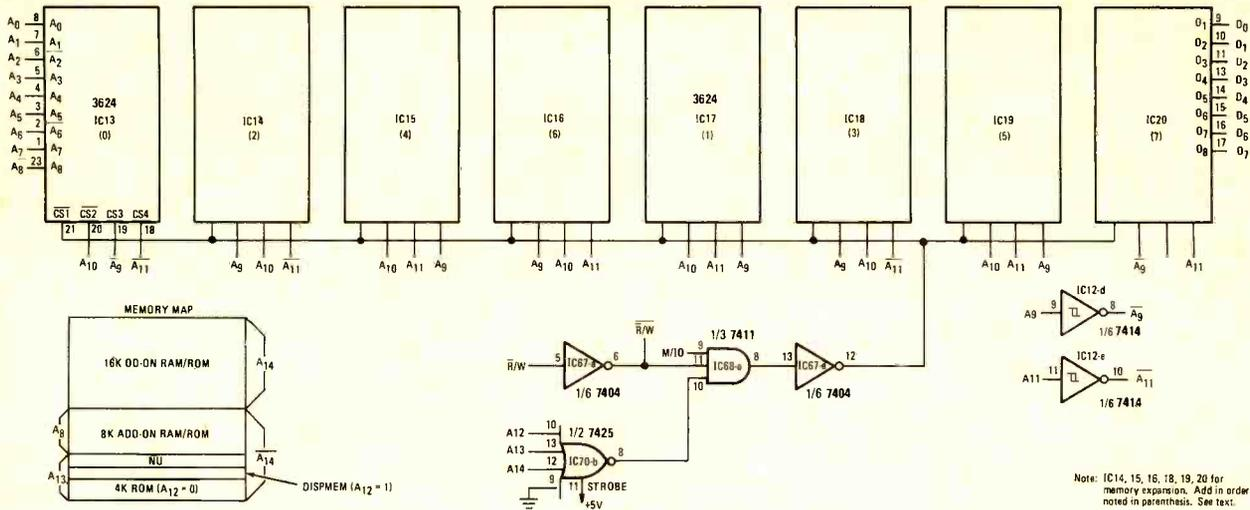 A0 8 A0
A1 7 A1
A2 6 A2
A3 5 A3
A4 4 A4
A5 3 A5
A6 2 A6
A7 1 A7
A8 23 A8
3624
IC13
(0)
CS1 CS2 CS3 CS4
21 20 19 18
A10 A9 A11
IC14
(2)
A9 A10 A11
IC15
(4)
A10 A11 A9
IC16
(6)
A9 A10 A11
3624
IC17
(1)
A10 A11 A9
IC18
(3)
A9 A10 A11
IC19
(5)
A10 A11 A9
IC20
(7)
A9 A11
O1 9 D0
O2 10 D1
O3 11 D2
O4 13 D3
O5 14 D4
O6 15 D5
O7 16 D6
O8 17 D7
MEMORY MAP
16K OD-ON RAM/ROM
A14
8K ADD-ON RAM/ROM
A8
NU
A14
A13
4K ROM (A12 = 0)
DISPMEM (A12 = 1)
R/W 5 IC67-a 6
1/6 7404
R/W
1/3 7411
M/IO 9
11
10
IC68-a 8
13 12
1/6 7404
A12 10
A13 13
A14 12
9
1/2 7425
IC70-b 8
11 STROBE
+5V
IC12-d
A9 9 8 A9
1/6 7414
IC12-e
A11 11 10 A11
1/6 7414
Note: IC14, 15, 16, 18, 19, 20 for
memory expansion. Add in order
noted in parenthesis. See text.